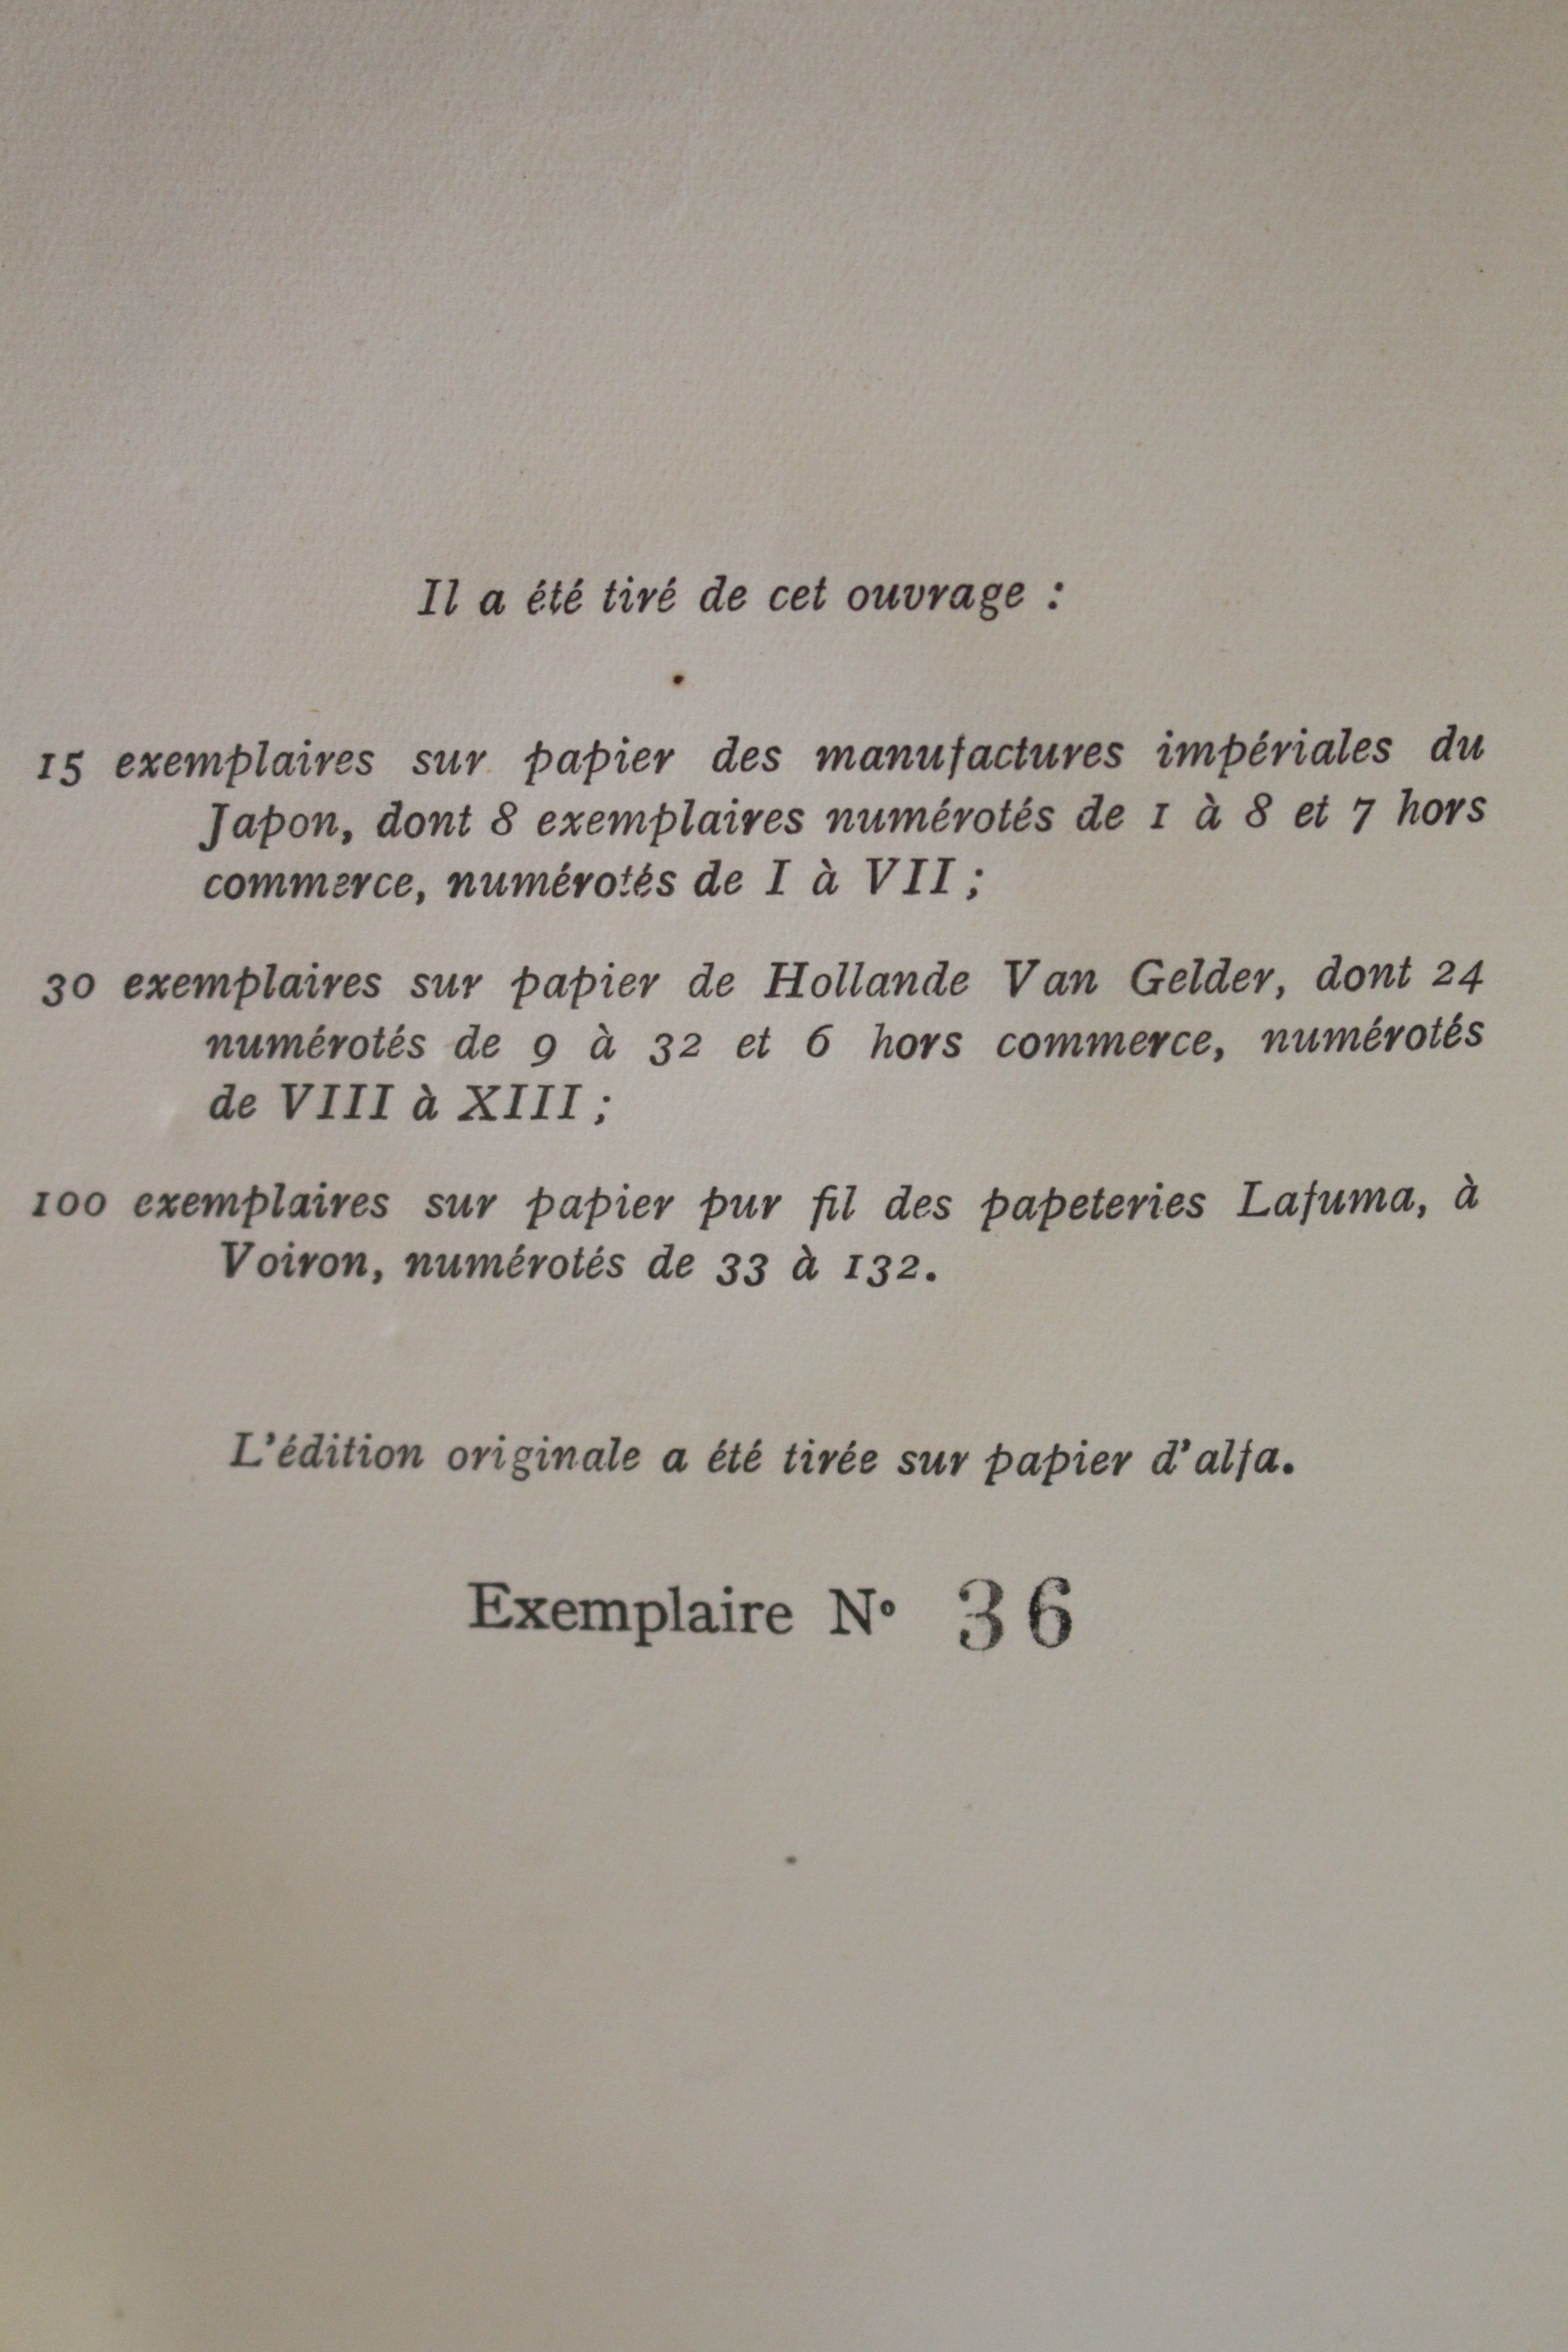 Il a été tiré de cet ouvrage :
15 exemplaires sur papier des manufactures impériales du
Japon, dont 8 exemplaires numérotés de 1 à 8 et 7 hors
commerce, numérotés de I à VII ;
30 exemplaires sur papier de Hollande Van Gelder, dont 24
numérotés de 9 à 32 et 6 hors commerce, numérotés
de VIII à XIII ;
100 exemplaires sur papier pur fil des papeteries Lafuma, à
Voiron, numérotés de 33 à 132.
L'édition originale a été tirée sur papier d'alfa.
Exemplaire N° 36